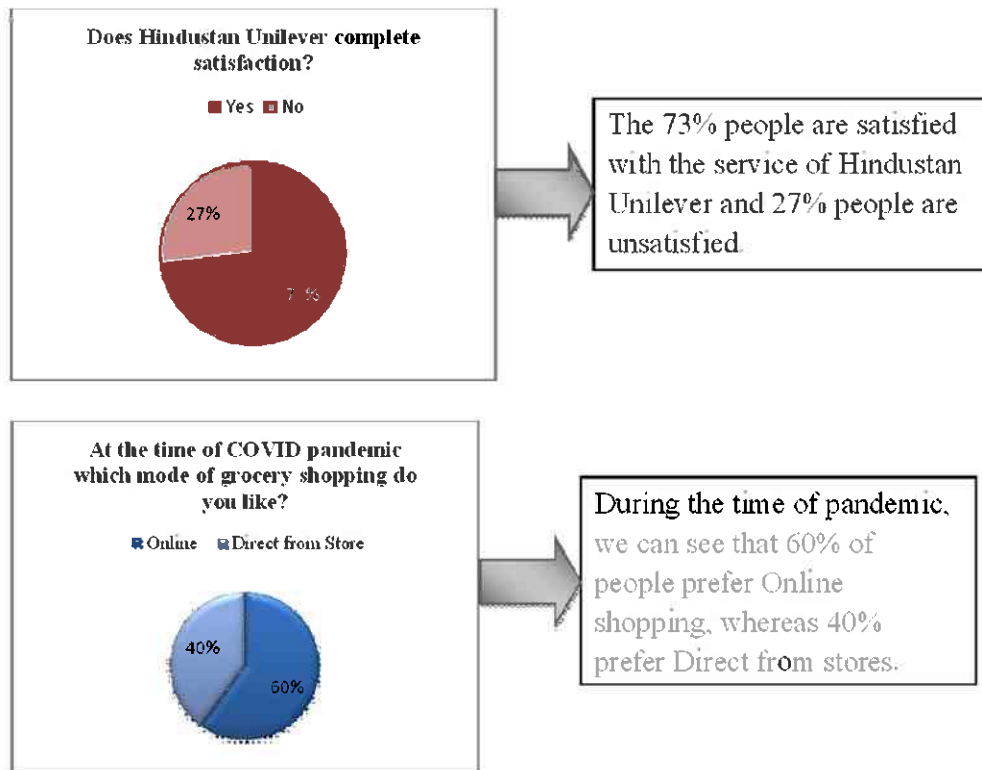 Does Hindustan Unilever complete
satisfaction?
Yes No
27%
7 %
The 73% people are satisfied
with the service of Hindustan
Unilever and 27% people are
unsatisfied.
At the time of COVID pandemic
which mode of grocery shopping do
you like?
Online Direct from Store
40%
60%
During the time of pandemic,
we can see that 60% of
people prefer Online
shopping, whereas 40%
prefer Direct from stores.